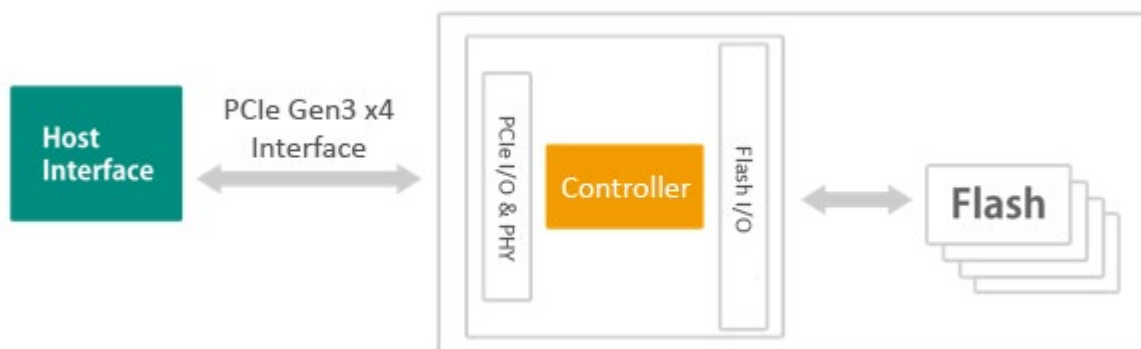 Host
Interface
PCIe Gen3 x4
Interface
PCIe I/O & PHY
Controller
Flash I/O
Flash